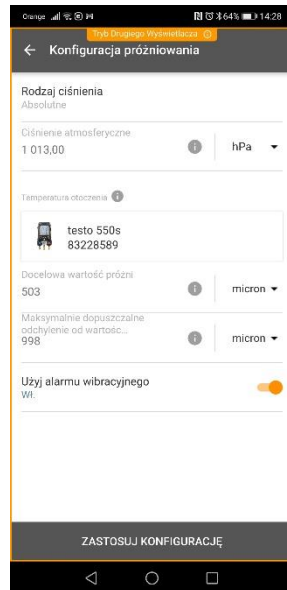 Orange
64% 14:28
Tryb Drugiego Wyświetlacza
Konfiguracja próżniowania
Rodzaj ciśnienia
Absolutne
Ciśnienie atmosferyczne
1 013,00
hPa
Temperatura otoczenia
testo 550s
83228589
Docelowa wartość próżni
503
micron
Maksymalnie dopuszczalne
odchylenie od wartośc...
998
micron
Użyj alarmu wibracyjnego
Wł.
ZASTOSUJ KONFIGURACJĘ